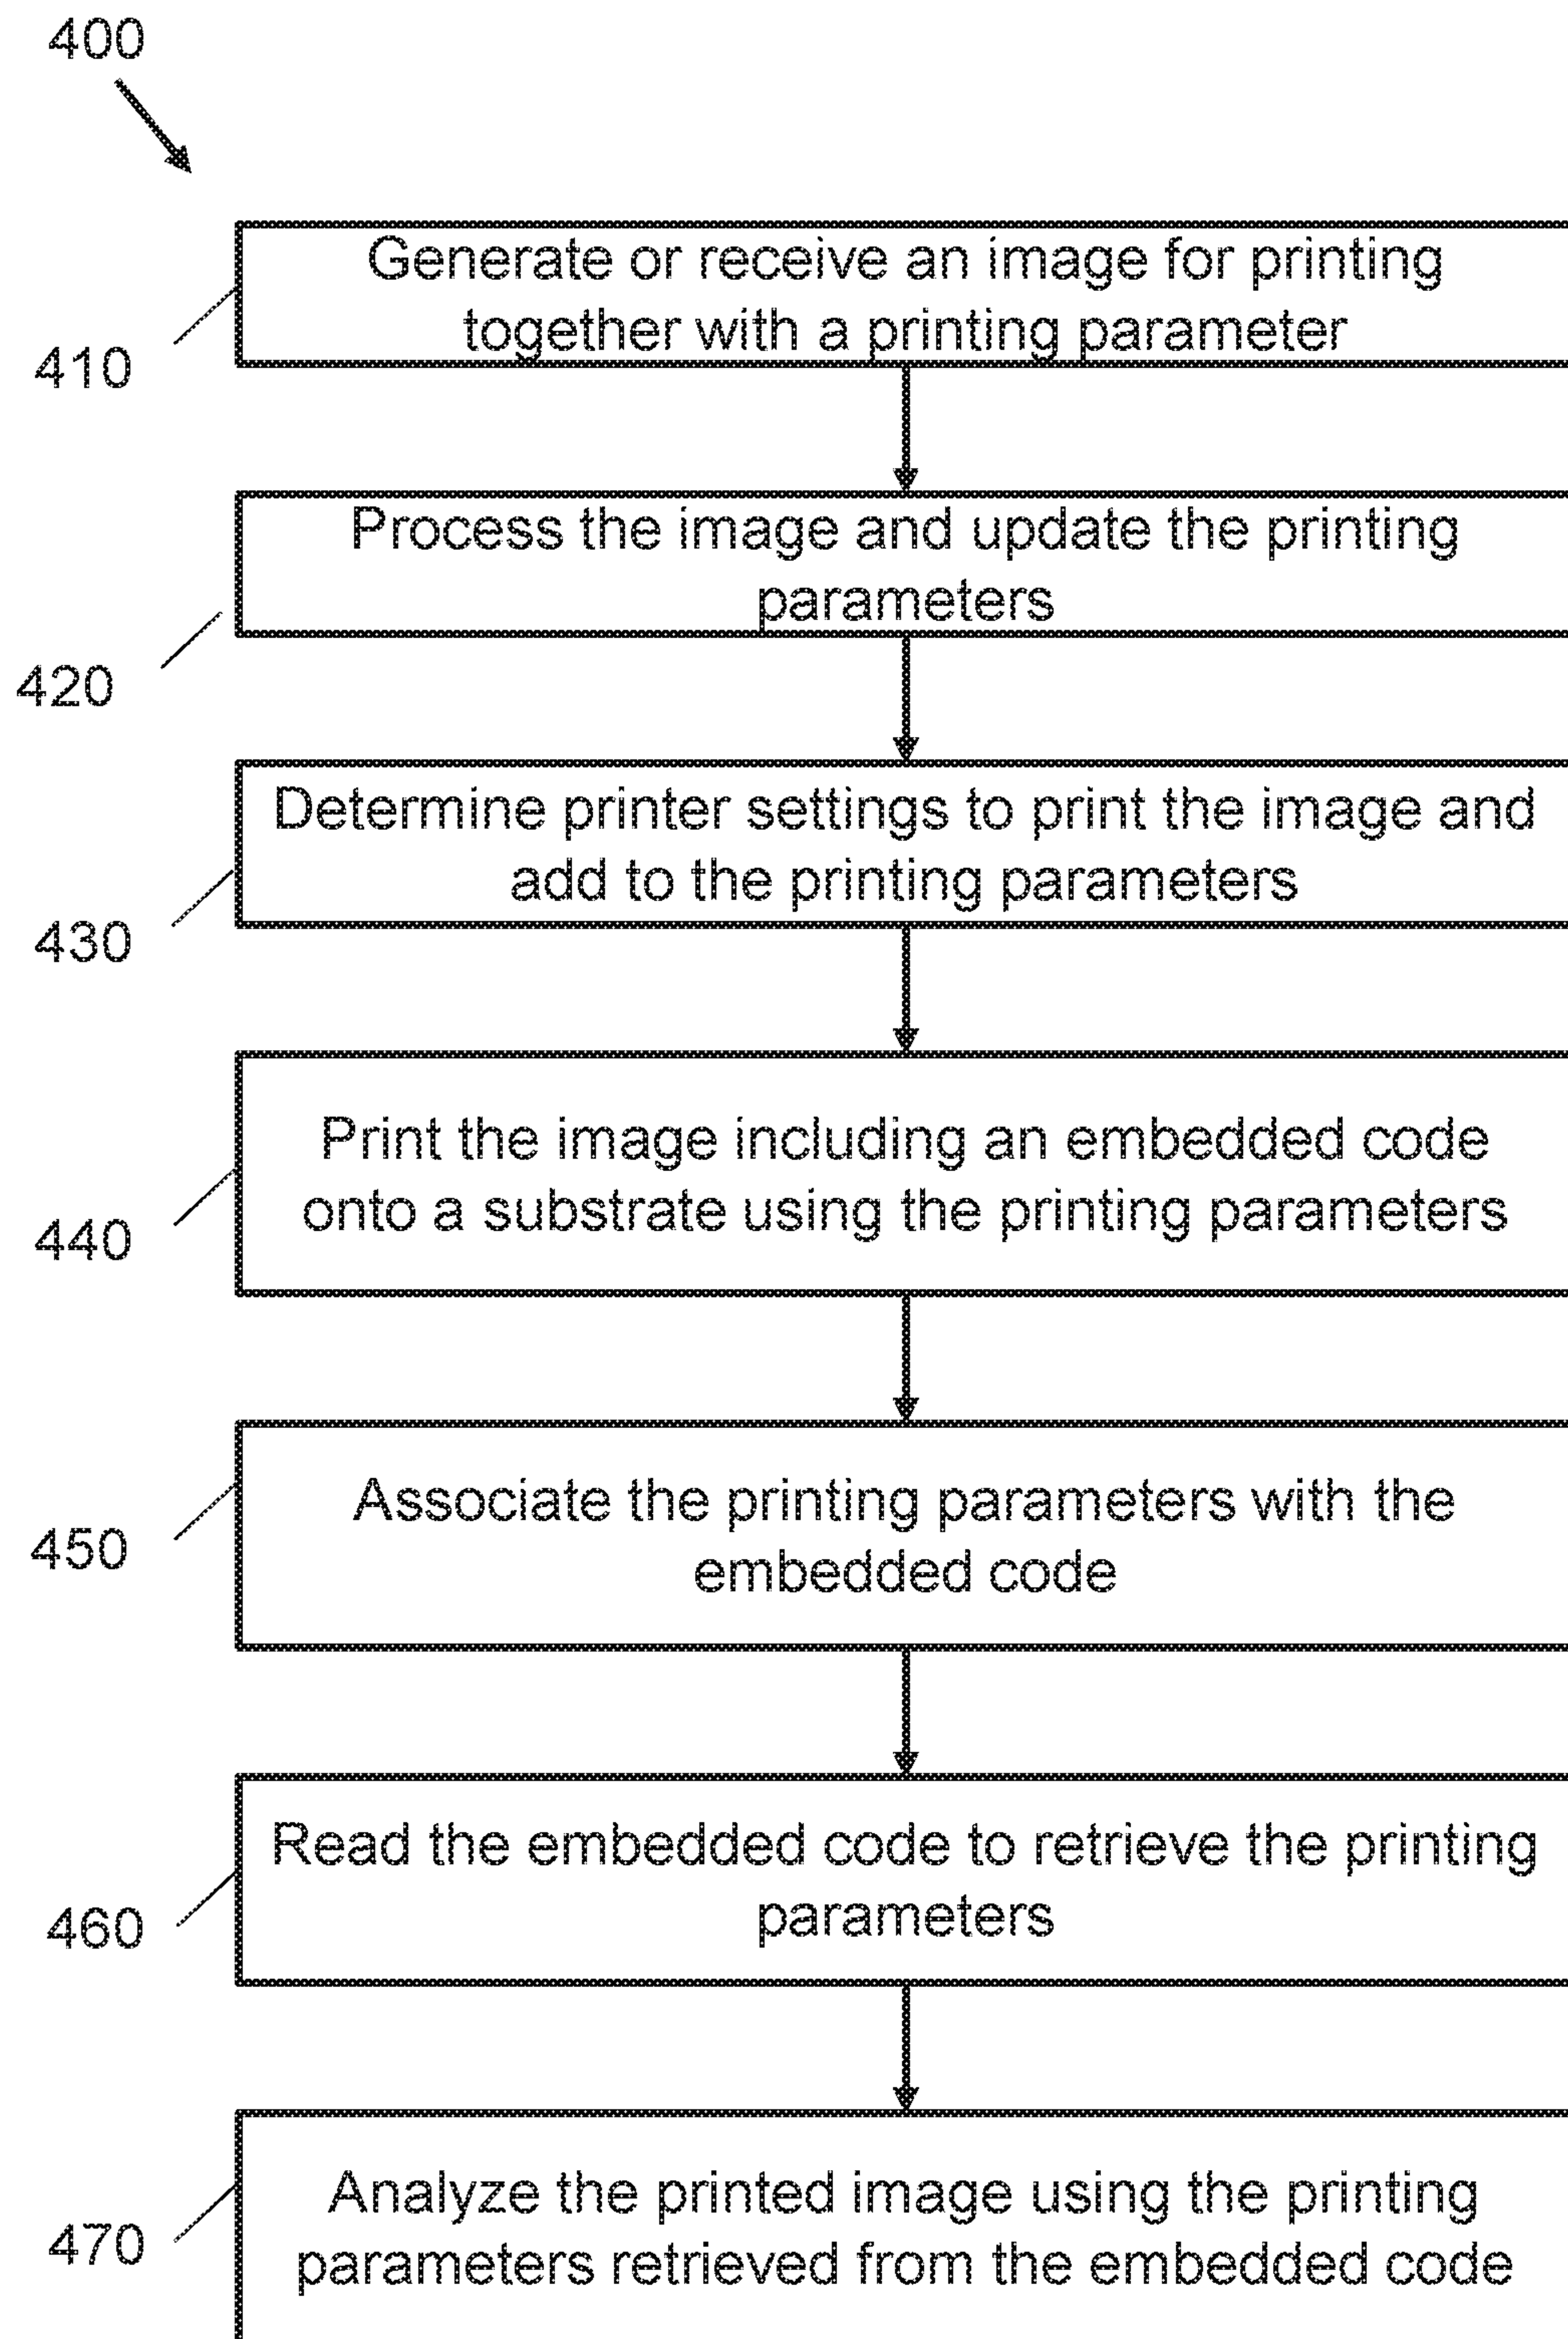 400
Generate or receive an image for printing
together with a printing parameter
410
Process the image and update the printing
parameters
420
Determine printer settings to print the image and
add to the printing parameters
430
Print the image including an embedded code
onto a substrate using the printing parameters
440
Associate the printing parameters with the
embedded code
450
Read the embedded code to retrieve the printing
parameters
460
Analyze the printed image using the printing
parameters retrieved from the embedded code
470